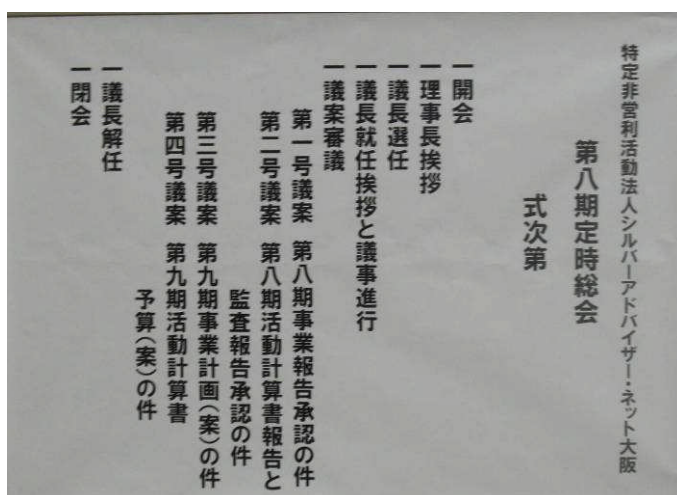 特定非営利活動法人シルバーアドバイザー・ネット大阪
第八期定時総会
式次第
一開会
一理事長挨拶
一議長選任
一議長就任挨拶と議事進行
一議案審議
第一号議案 第八期事業報告承認の件
第二号議案 第八期活動計算書報告と
監査報告承認の件
第三号議案 第九期事業計画(案)の件
第四号議案 第九期活動計算書
予算(案)の件
一議長解任
一閉会